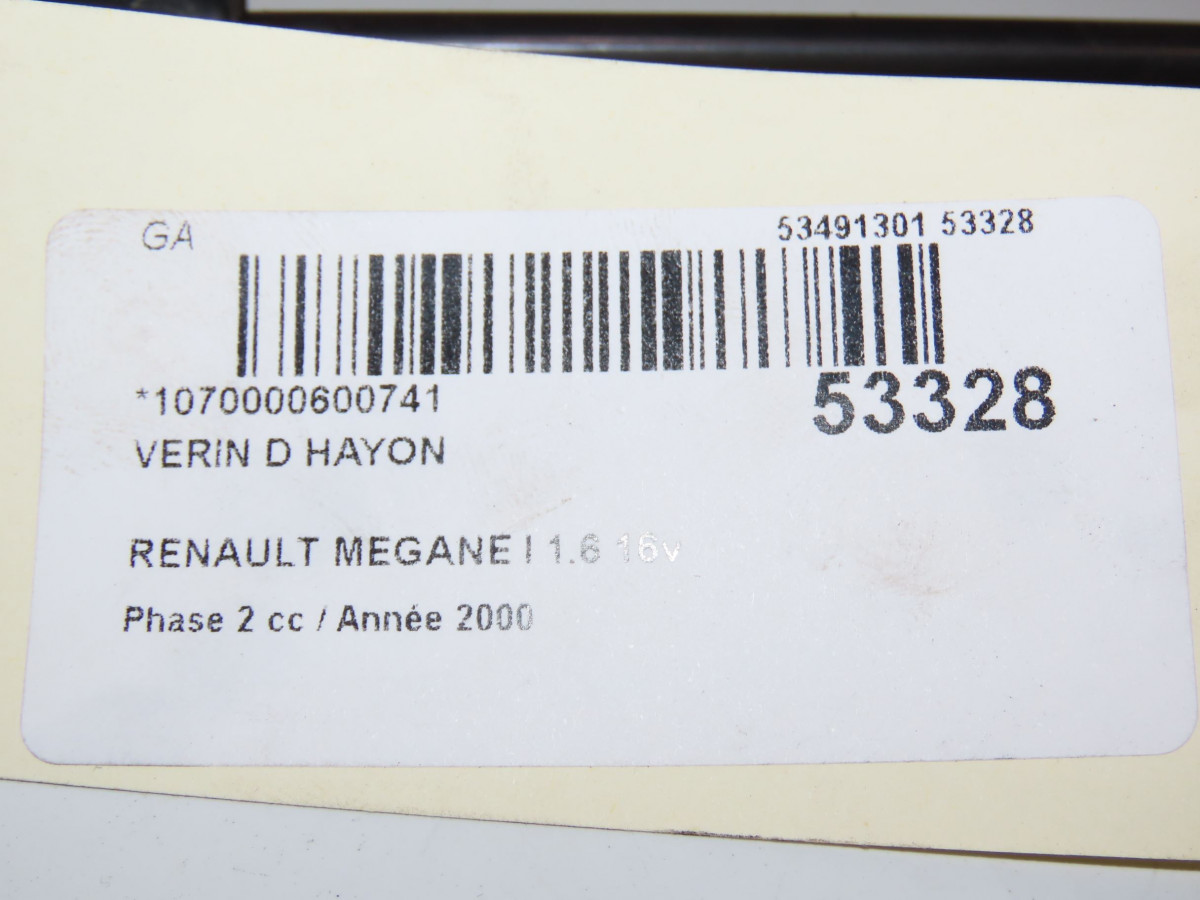 GA 53491301 53328
*1070000600741 53328
VERIN D HAYON
RENAULT MEGANE I 1.6 16v
Phase 2 cc / Année 2000